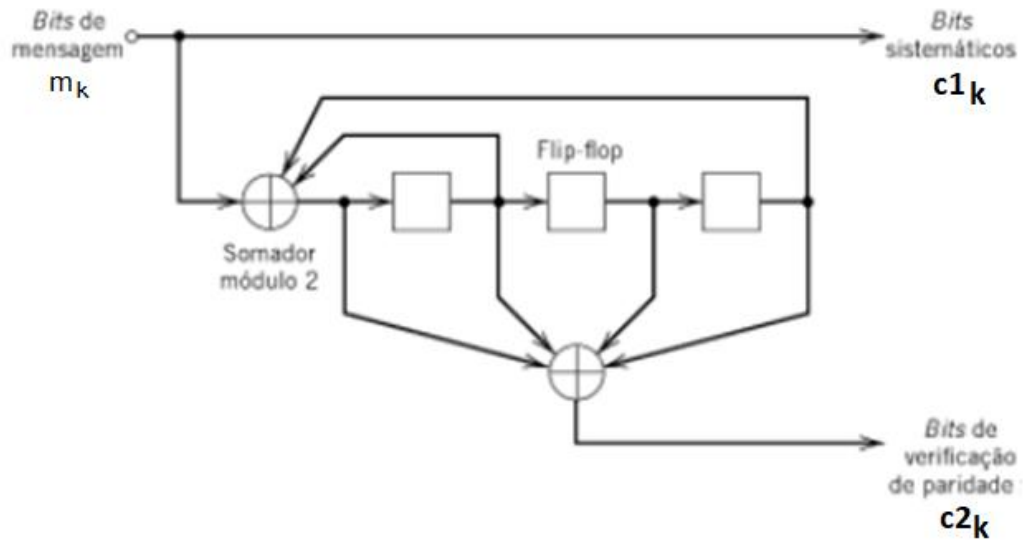 Bits de
mensagem
mk
Bits
sistemáticos
c1k
Flip-flop
Somador
módulo 2
Bits de
verificação
de paridade
c2k